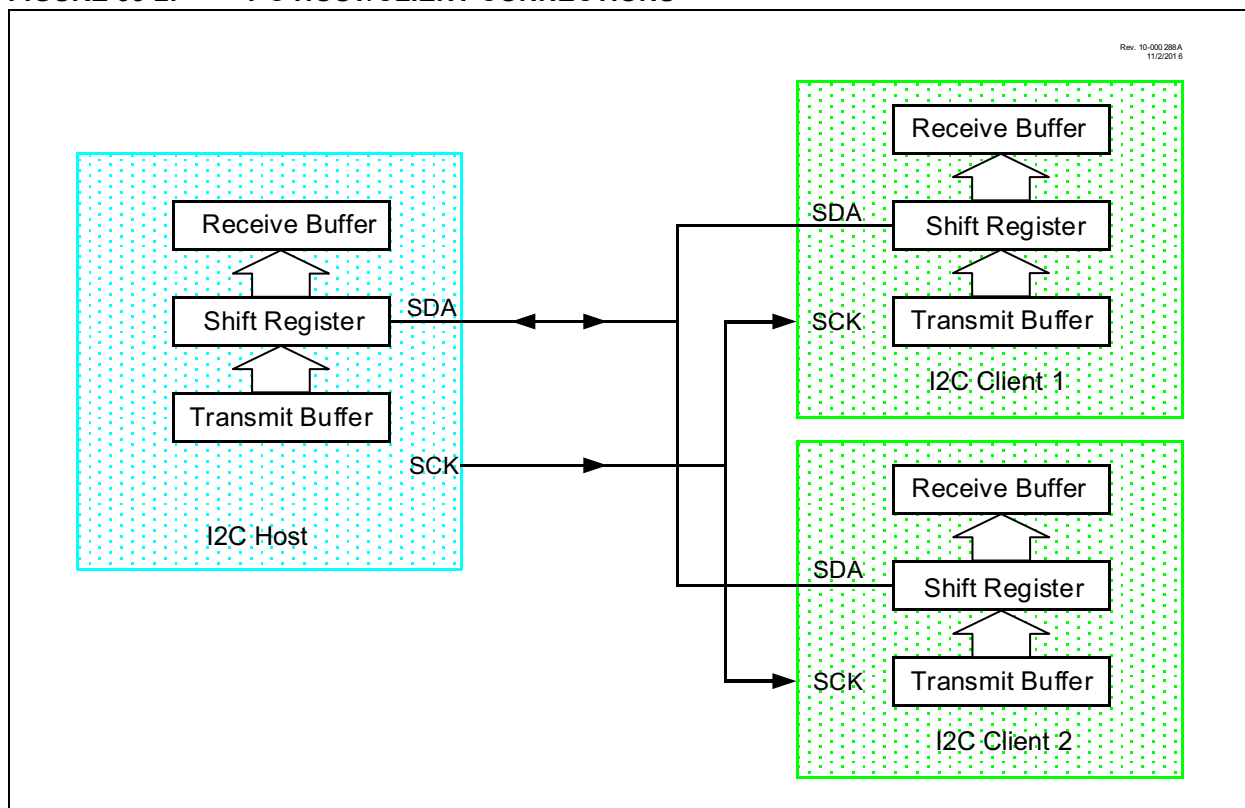 Rev. 10-000 288A
11/2/201 6
Receive Buffer
Shift Register
Transmit Buffer
SDA
SCK
I2C Host
Receive Buffer
SDA
Shift Register
SCK
Transmit Buffer
I2C Client 1
Receive Buffer
SDA
Shift Register
SCK
Transmit Buffer
I2C Client 2